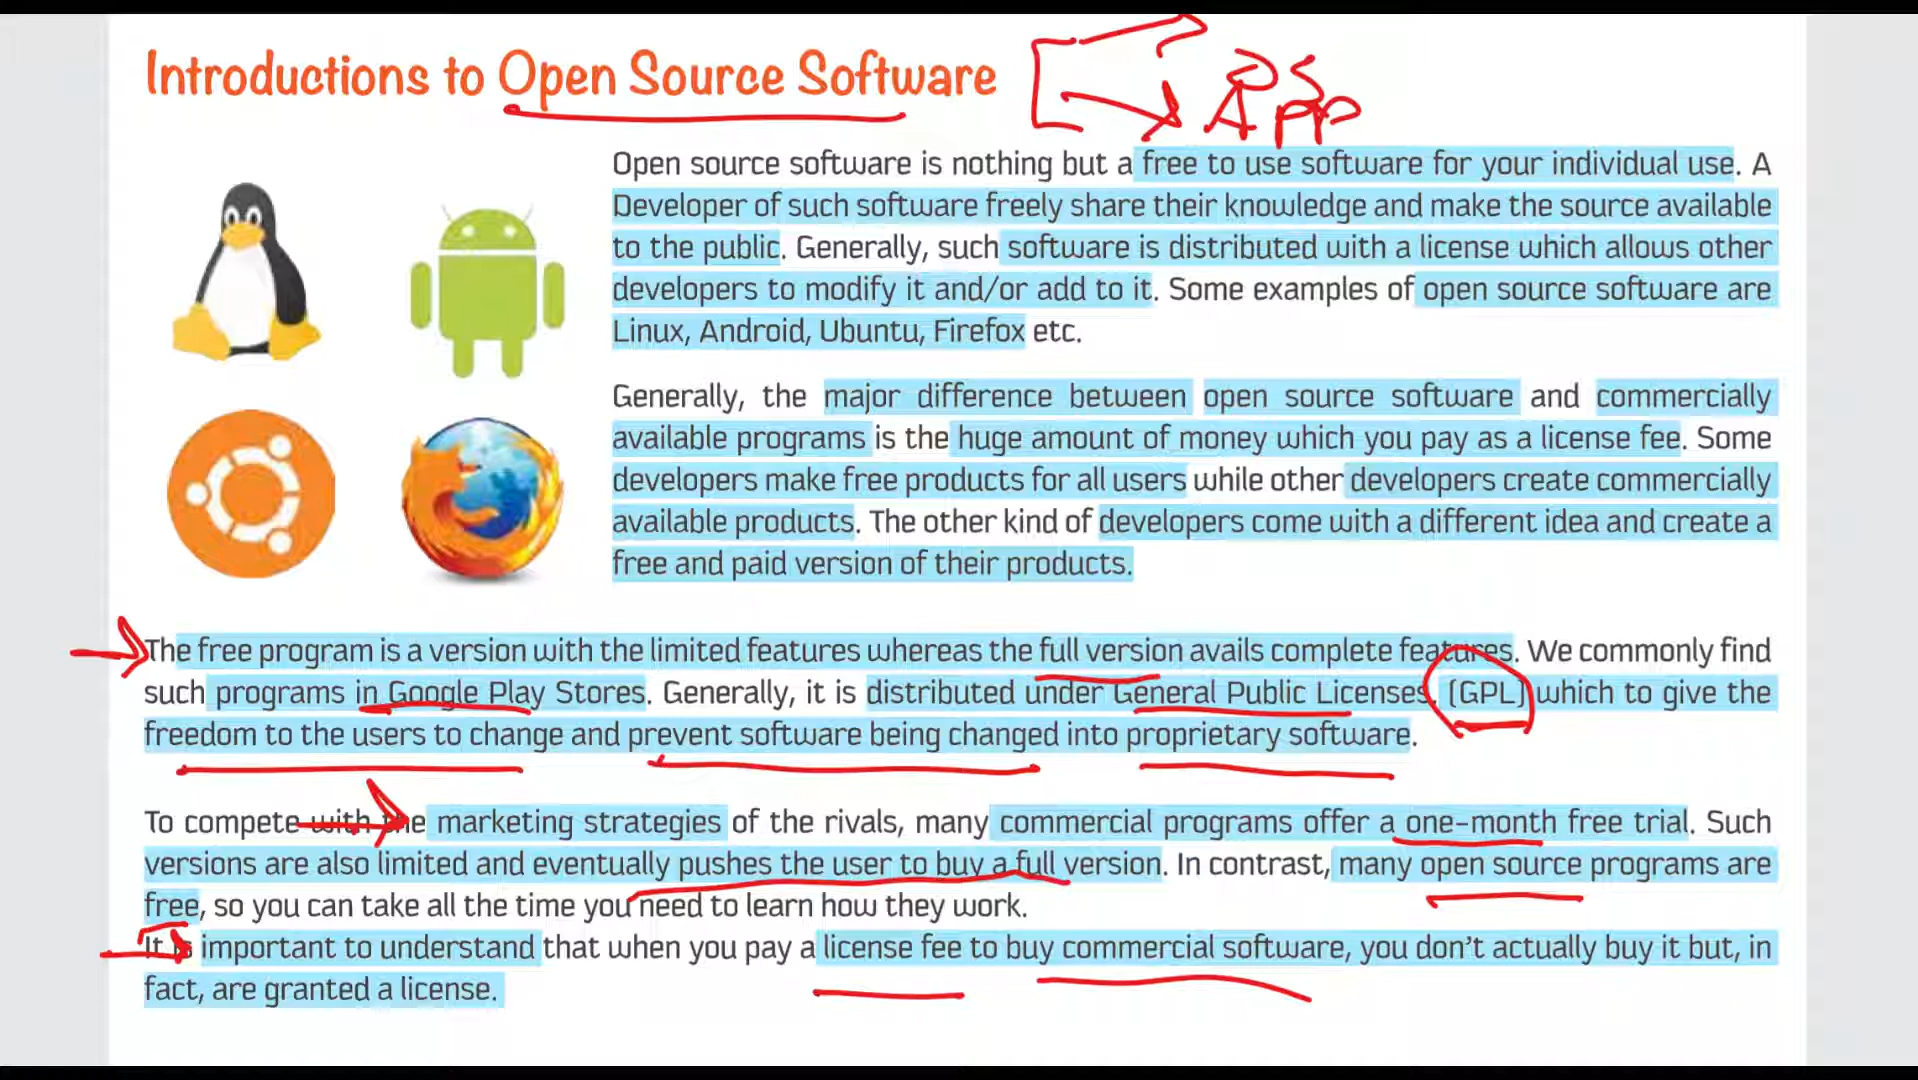 Introductions to Open Source Software
OS
App
Open source software is nothing but a free to use software for your individual use. A
Developer of such software freely share their knowledge and make the source available
to the public. Generally, such software is distributed with a license which allows other
developers to modify it and/or add to it. Some examples of open source software are
Linux, Android, Ubuntu, Firefox etc.
Generally, the major difference between open source software and commercially
available programs is the huge amount of money which you pay as a license fee. Some
developers make free products for all users while other developers create commercially
available products. The other kind of developers come with a different idea and create a
free and paid version of their products.
The free program is a version with the limited features whereas the full version avails complete features. We commonly find
such programs in Google Play Stores. Generally, it is distributed under General Public Licenses, (GPL) which to give the
freedom to the users to change and prevent software being changed into proprietary software.
To compete with the marketing strategies of the rivals, many commercial programs offer a one-month free trial. Such
versions are also limited and eventually pushes the user to buy a full version. In contrast, many open source programs are
free, so you can take all the time you need to learn how they work.
It is important to understand that when you pay a license fee to buy commercial software, you don't actually buy it but, in
fact, are granted a license.